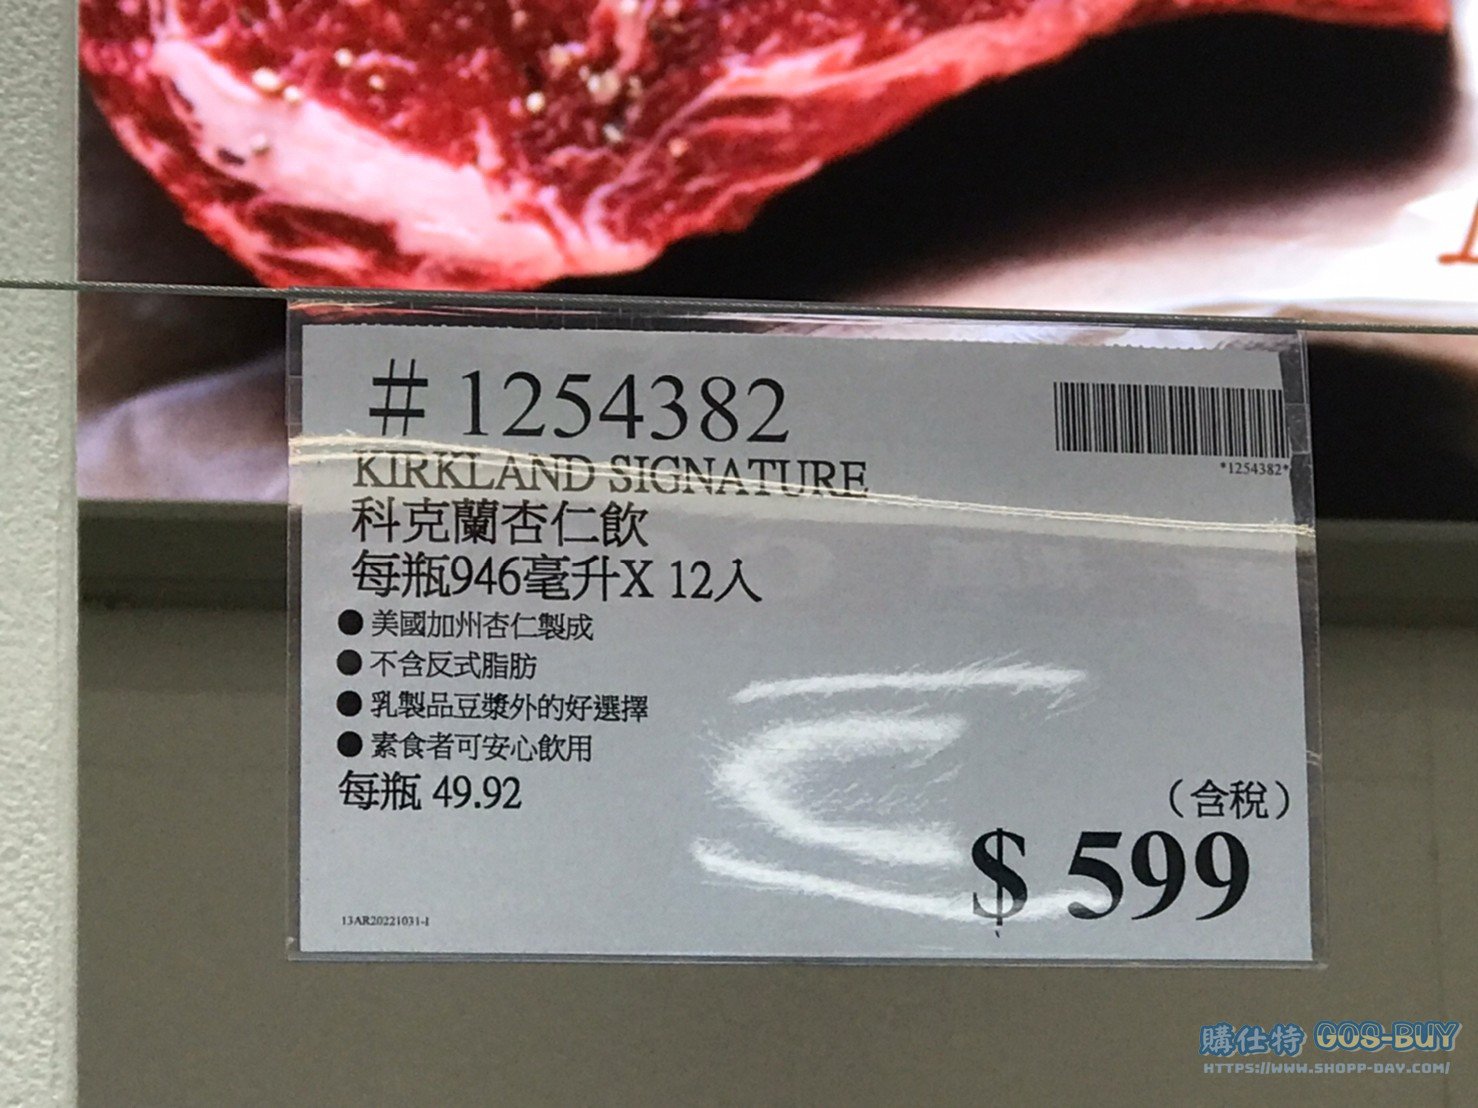 # 1254382
*1254382*
KIRKLAND SIGNATURE
科克蘭杏仁飲
每瓶946毫升X 12入
● 美國加州杏仁製成
● 不含反式脂肪
● 乳製品豆漿外的好選擇
● 素食者可安心飲用
每瓶 49.92
（含稅）
$ 599
13AR20221031-1
購仕特 GOS-BUY
HTTPS://WWW.SHOPP-DAY.COM/